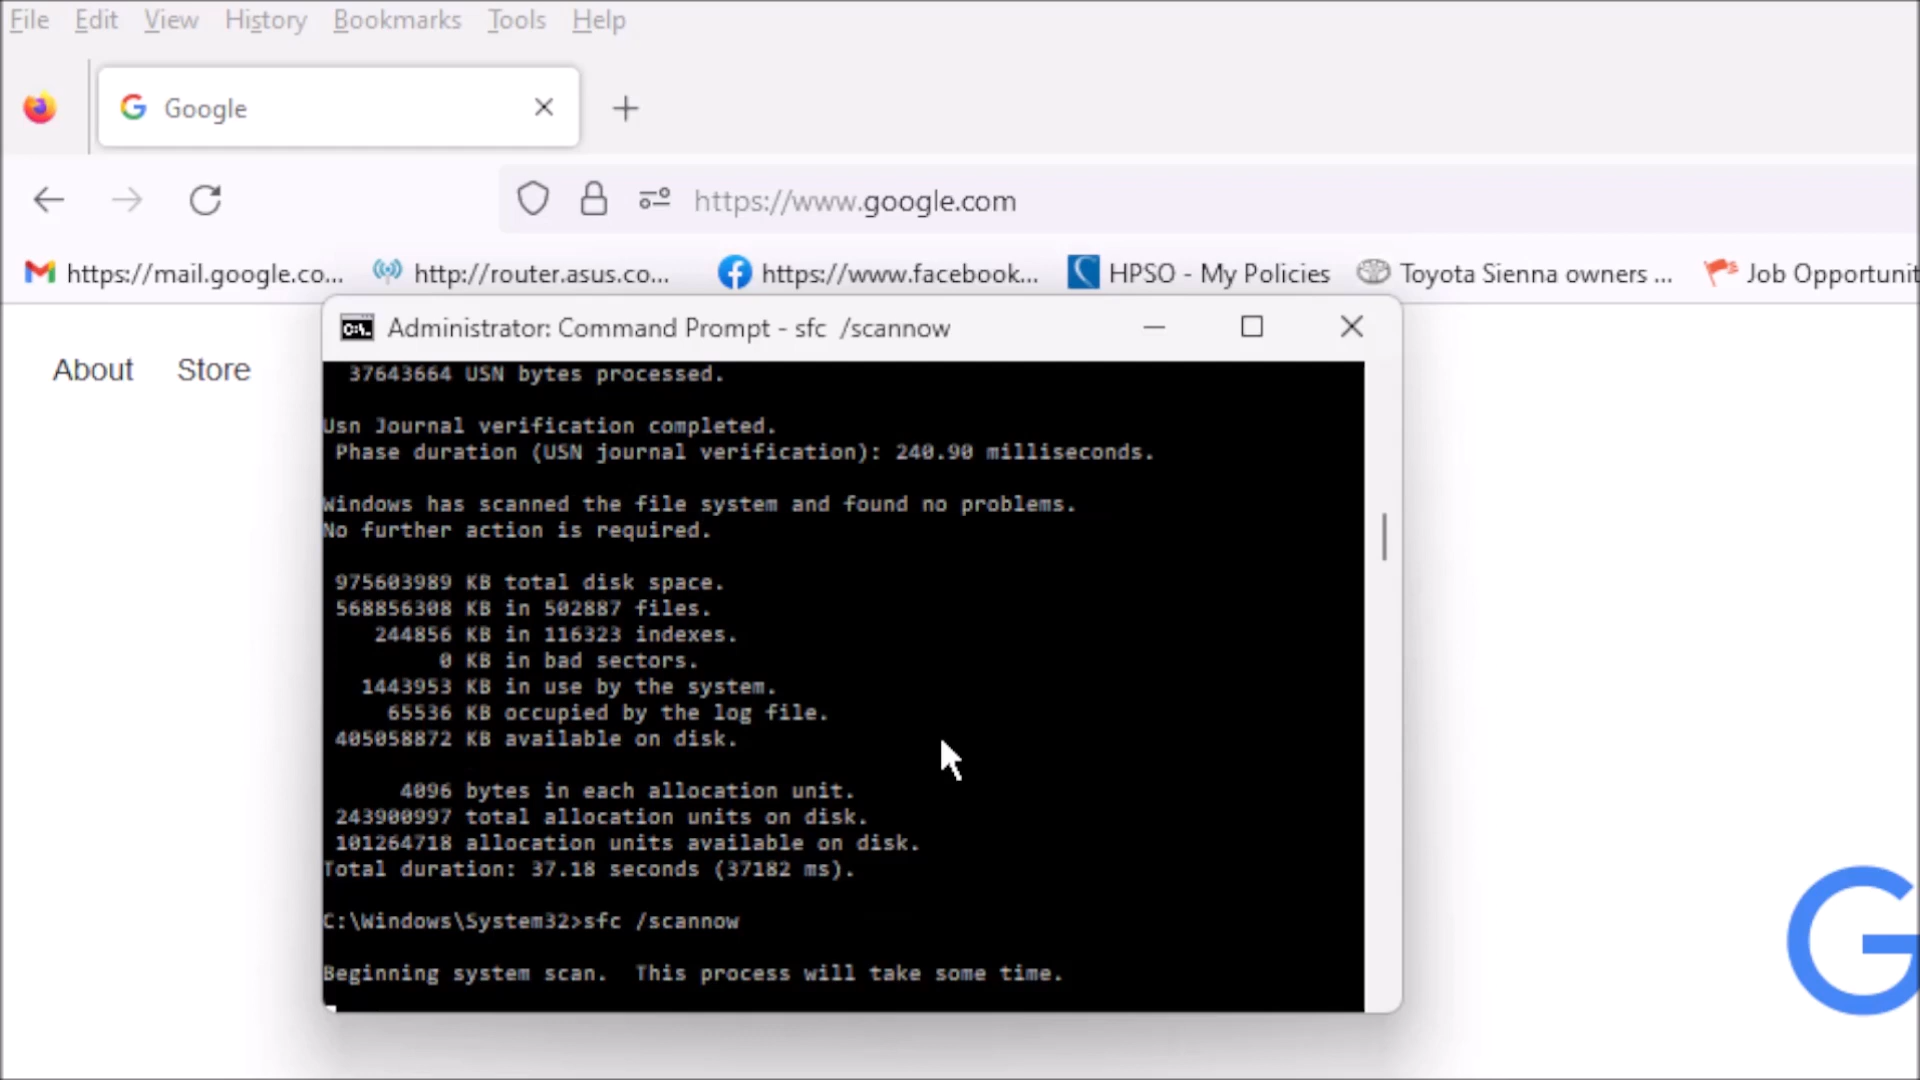 File Edit View History Bookmarks Tools Help
Google
https://www.google.com
https://mail.google.co... http://router.asus.co... https://www.facebook... HPSO - My Policies Toyota Sienna owners ... Job Opportunit
About Store
Administrator: Command Prompt - sfc  /scannow
37643664 USN bytes processed.
Usn Journal verification completed.
Phase duration (USN journal verification): 240.90 milliseconds.
Windows has scanned the file system and found no problems.
No further action is required.
975603989 KB total disk space.
568856308 KB in 502887 files.
244856 KB in 116323 indexes.
0 KB in bad sectors.
1443953 KB in use by the system.
65536 KB occupied by the log file.
405058872 KB available on disk.
4096 bytes in each allocation unit.
243900997 total allocation units on disk.
101264718 allocation units available on disk.
Total duration: 37.18 seconds (37182 ms).
C:\Windows\System32>sfc /scannow
Beginning system scan.  This process will take some time.
G